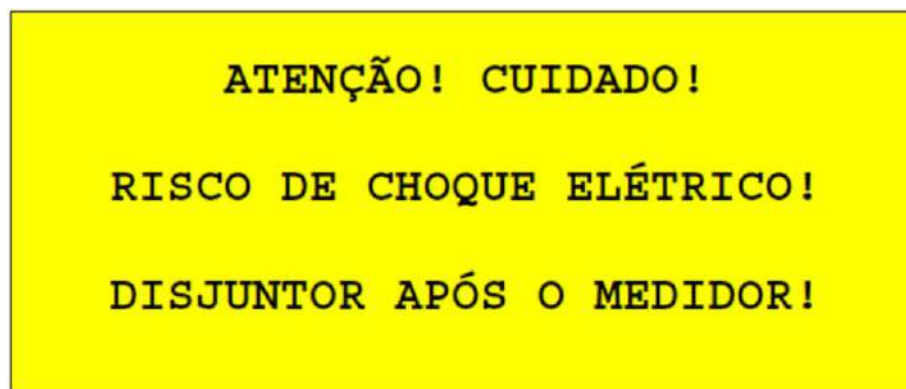 ATENÇÃO! CUIDADO!
RISCO DE CHOQUE ELÉTRICO!
DISJUNTOR APÓS O MEDIDOR!